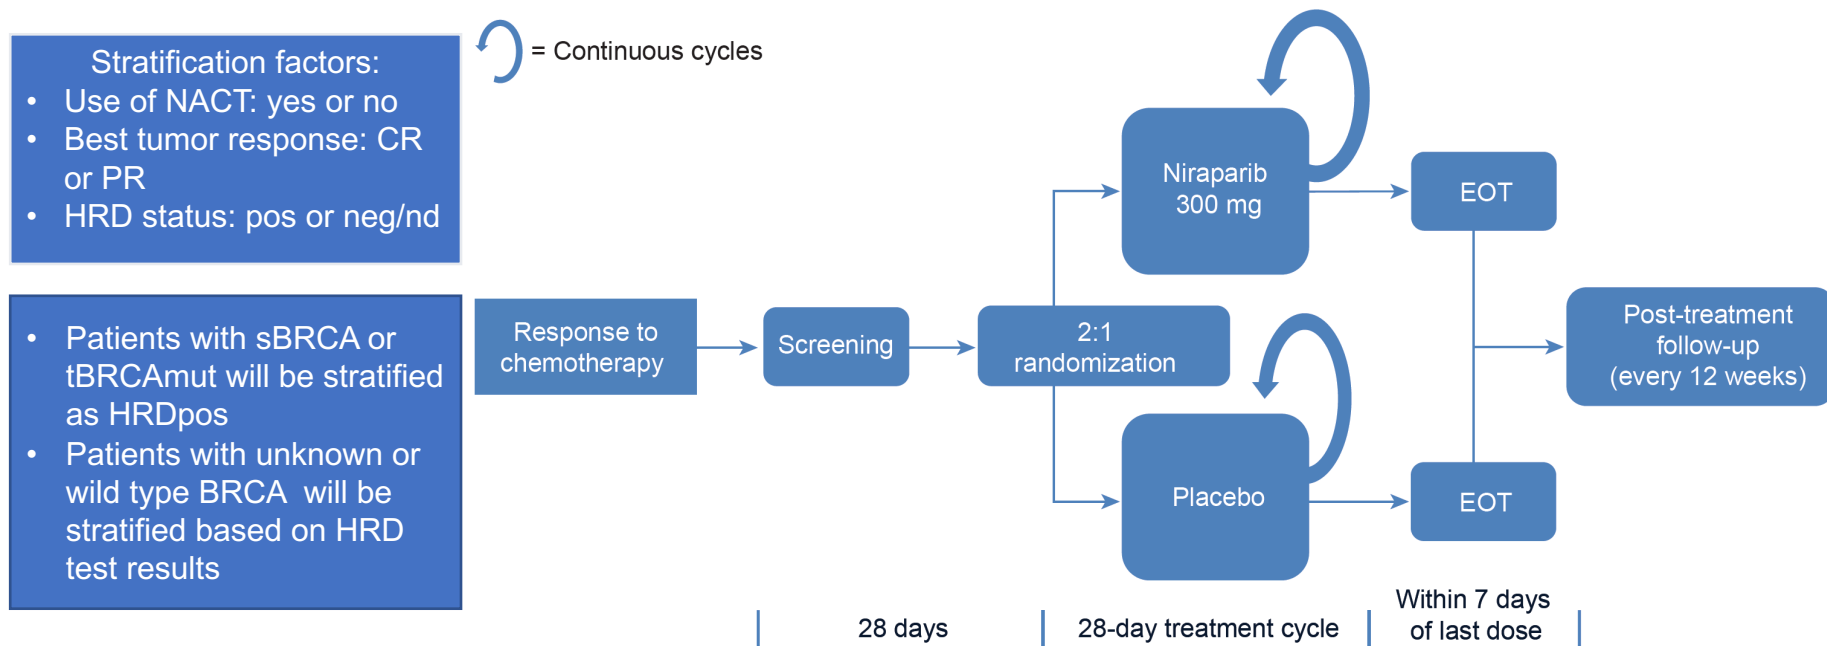 Stratification factors:
• Use of NACT: yes or no
• Best tumor response: CR
or PR
• HRD status: pos or neg/nd
• Patients with sBRCA or
tBRCAmut will be stratified
as HRDpos
• Patients with unknown or
wild type BRCA will be
stratified based on HRD
test results
= Continuous cycles
Response to
chemotherapy
Screening
2:1
randomization
Niraparib
300 mg
Placebo
EOT
EOT
Post-treatment
follow-up
(every 12 weeks)
28 days
28-day treatment cycle
Within 7 days
of last dose